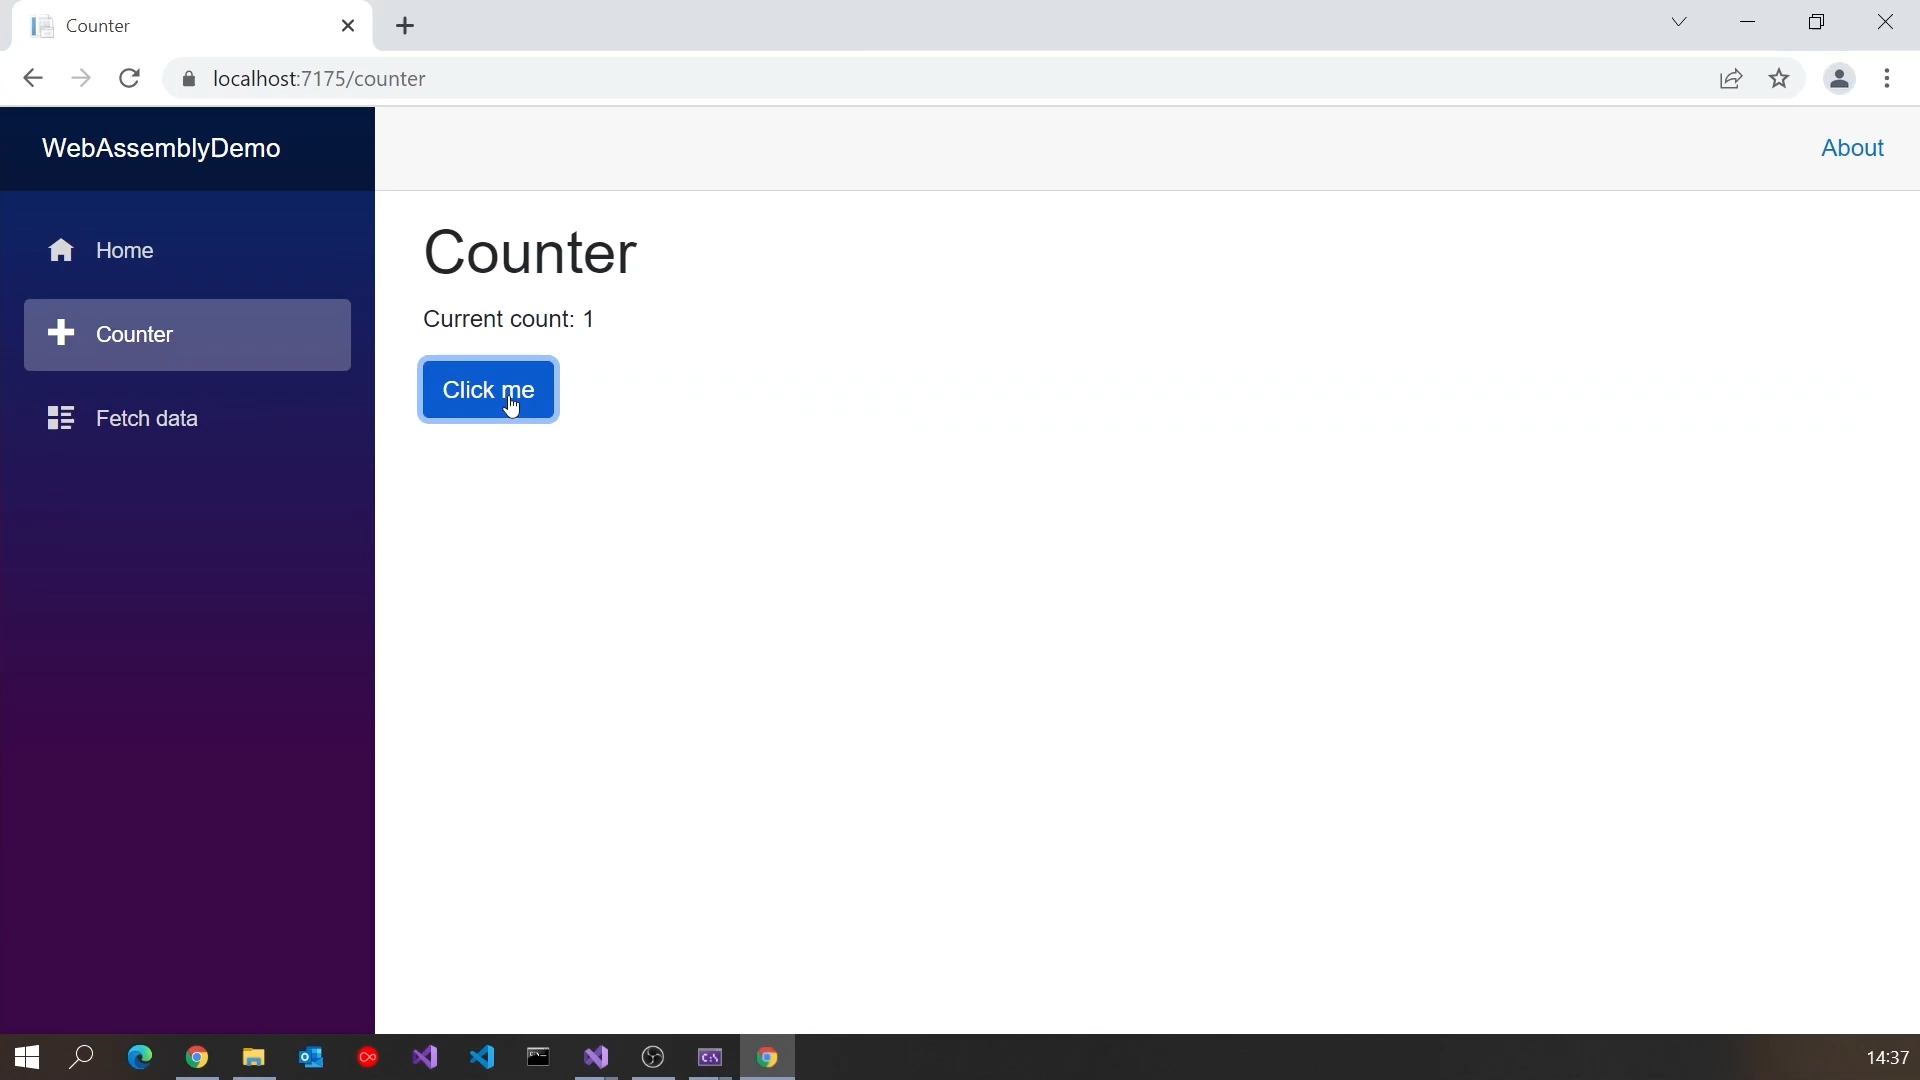 Counter
localhost:7175/counter
WebAssemblyDemo
About
Home
Counter
Fetch data
Counter
Current count: 1
Click me
14:37